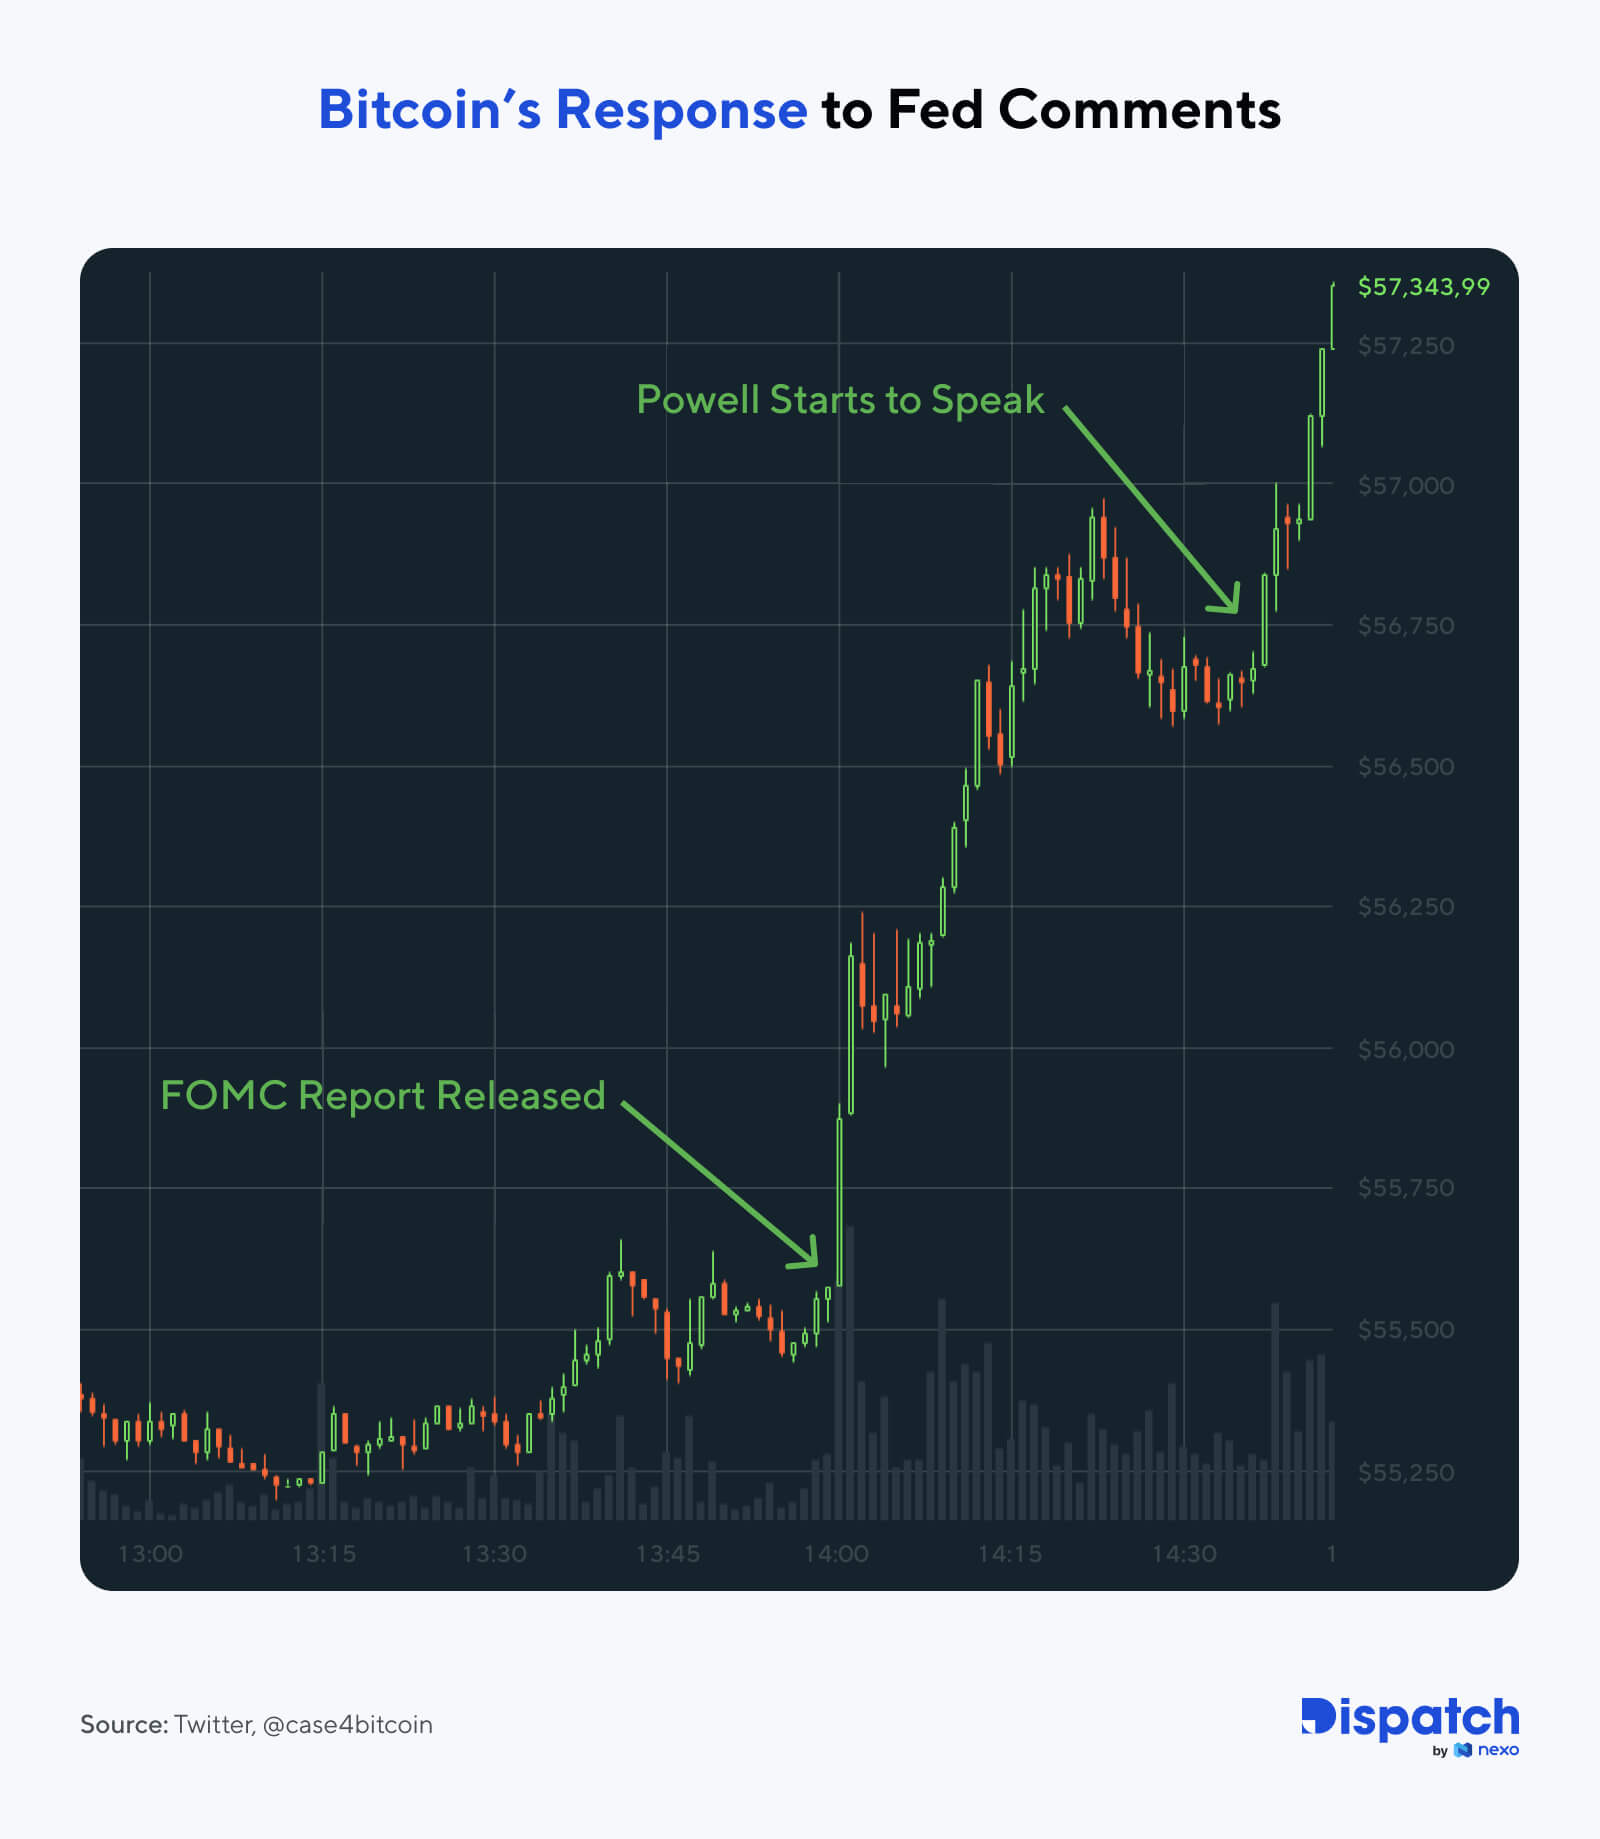 Bitcoin’s Response to Fed Comments
$57,343,99
$57,250
Powell Starts to Speak
$57,000
$56,750
$56,500
$56,250
$56,000
FOMC Report Released
$55,750
$55,500
$55,250
13:00 13:15 13:30 13:45 14:00 14:15 14:30 1
Source: Twitter, @case4bitcoin
Dispatch
by nexo